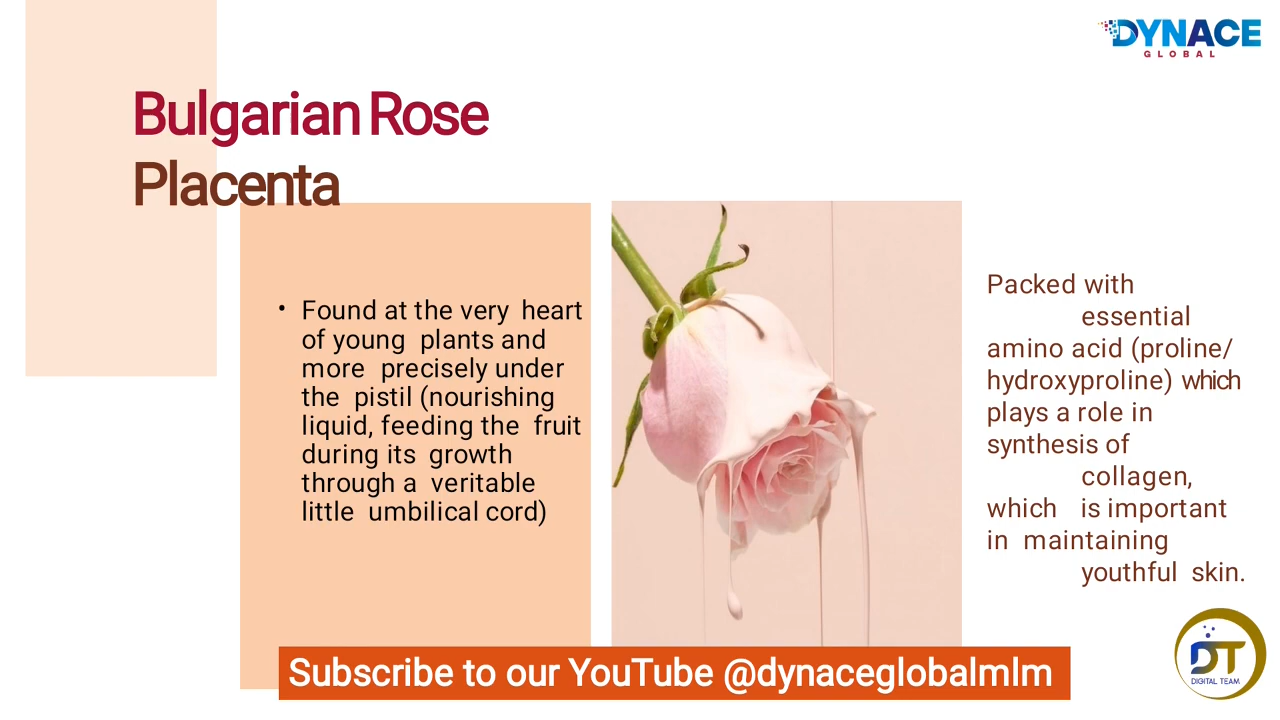 DYNACE
GLOBAL
Bulgarian Rose
Placenta
• Found at the very heart
of young plants and
more precisely under
the pistil (nourishing
liquid, feeding the fruit
during its growth
through a veritable
little umbilical cord)
Packed with
essential
amino acid (proline/
hydroxyproline) which
plays a role in
synthesis of
collagen,
which is important
in maintaining
youthful skin.
Subscribe to our YouTube @dynaceglobalmlm
DT
DIGITAL TEAM